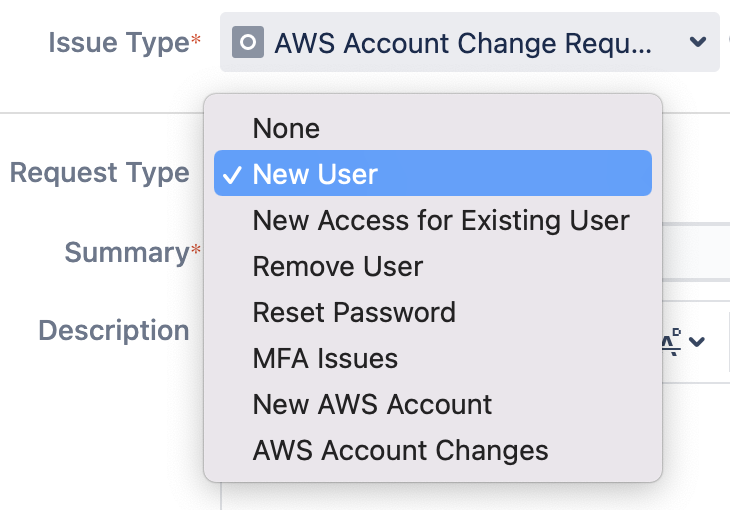 Issue Type*
AWS Account Change Requ...
None
Request Type
New User
New Access for Existing User
Summary*
Remove User
Reset Password
Description
MFA Issues
New AWS Account
AWS Account Changes